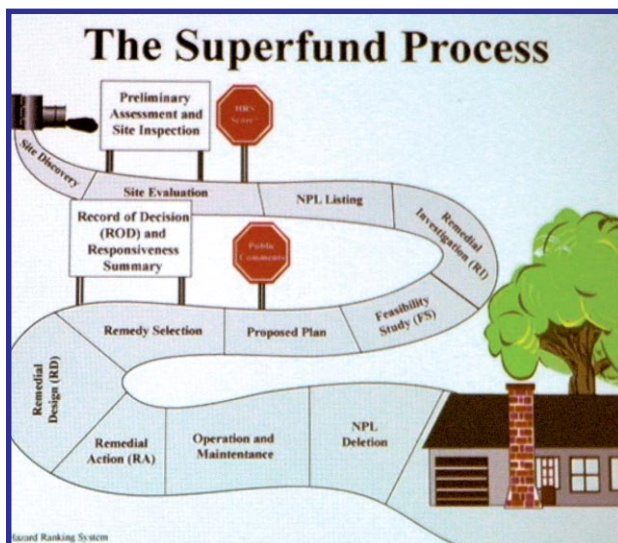 The Superfund Process
Preliminary
Assessment and
Site Inspection
HRS
Score*
Site Discovery
Site Evaluation
NPL Listing
Remedial
Investigation (RI)
Record of Decision
(ROD) and
Responsiveness
Summary
Public
Comments
Feasibility
Study (FS)
Proposed Plan
Remedy Selection
Remedial
Design (RD)
Remedial
Action (RA)
Operation and
Maintentance
NPL
Deletion
Hazard Ranking System